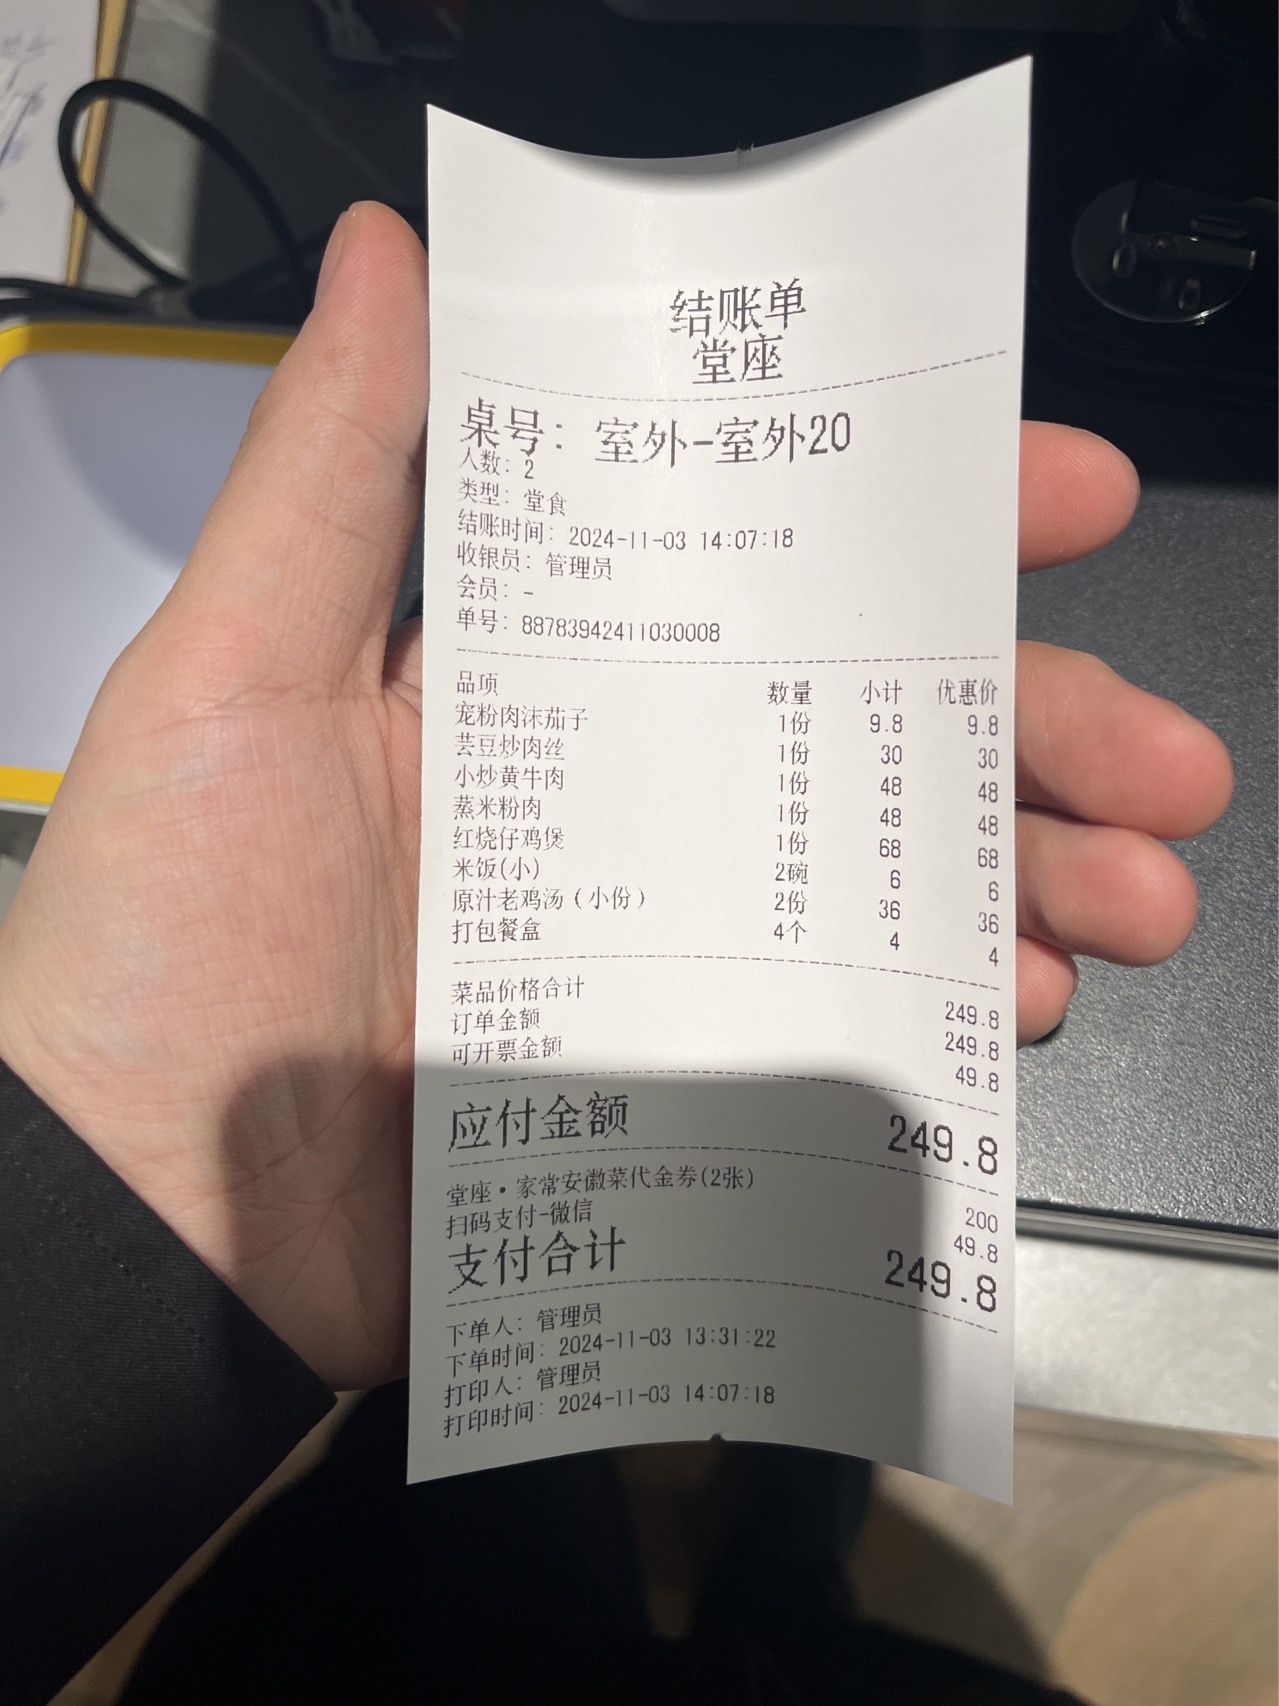 结账单
堂座
桌号: 室外-室外20
人数: 2
类型: 堂食
结账时间: 2024-11-03 14:07:18
收银员: 管理员
会员: -
单号: 88783942411030008
品项 数量 小计 优惠价
宠粉肉沫茄子 1份 9.8 9.8
芸豆炒肉丝 1份 30 30
小炒黄牛肉 1份 48 48
蒸米粉肉 1份 48 48
红烧仔鸡煲 1份 68 68
米饭(小) 2碗 6 6
原汁老鸡汤(小份) 2份 36 36
打包餐盒 4个 4 4
菜品价格合计 249.8
订单金额 249.8
可开票金额 49.8
应付金额 249.8
堂座·家常安徽菜代金券(2张) 200
扫码支付-微信 49.8
支付合计 249.8
下单人: 管理员
下单时间: 2024-11-03 13:31:22
打印人: 管理员
打印时间: 2024-11-03 14:07:18